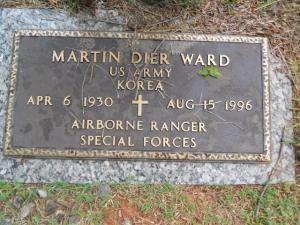 MARTIN DIER WARD
US ARMY
KOREA
APR 6 1930 AUG 15 1996
AIRBORNE RANGER
SPECIAL FORCES